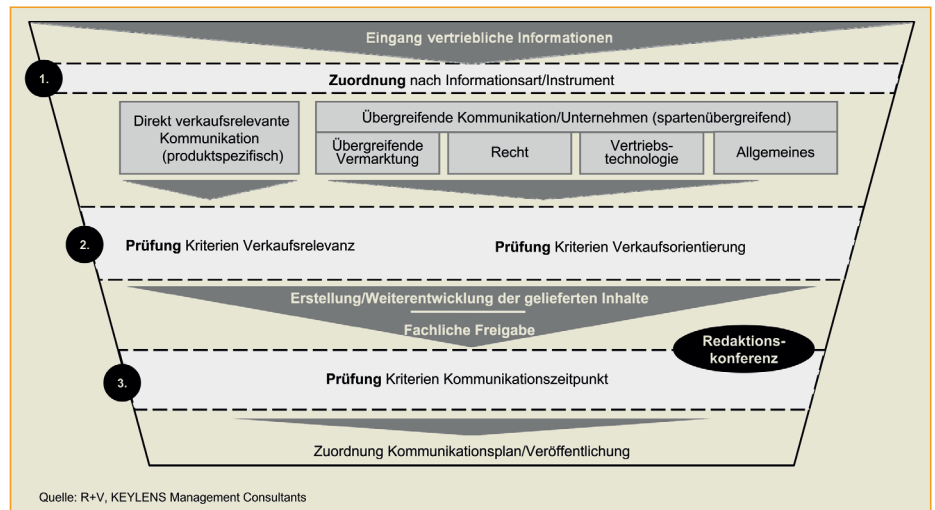 Eingang vertriebliche Informationen
1.
Zuordnung nach Informationsart/Instrument
Direkt verkaufsrelevante
Kommunikation
(produktspezifisch)
Übergreifende Kommunikation/Unternehmen (spartenübergreifend)
Übergreifende
Vermarktung
Recht
Vertriebs-
technologie
Allgemeines
2.
Prüfung Kriterien Verkaufsrelevanz
Prüfung Kriterien Verkaufsorientierung
Erstellung/Weiterentwicklung der gelieferten Inhalte
Fachliche Freigabe
Redaktions-
konferenz
3.
Prüfung Kriterien Kommunikationszeitpunkt
Zuordnung Kommunikationsplan/Veröffentlichung
Quelle: R+V, KEYLENS Management Consultants